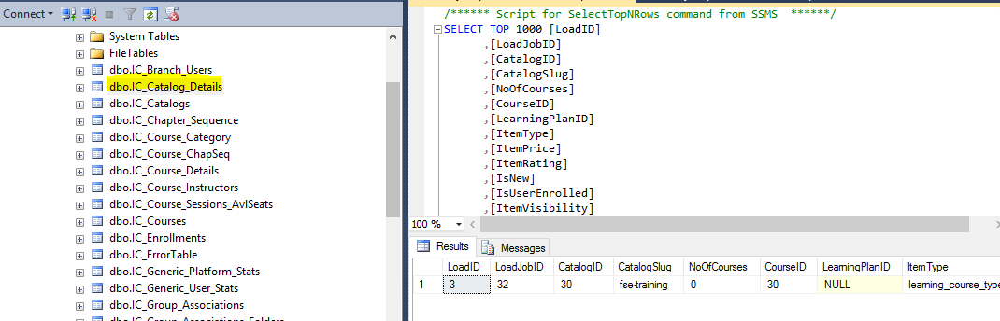 Connect
System Tables
FileTables
dbo.IC_Branch_Users
dbo.IC_Catalog_Details
dbo.IC_Catalogs
dbo.IC_Chapter_Sequence
dbo.IC_Course_Category
dbo.IC_Course_ChapSeq
dbo.IC_Course_Details
dbo.IC_Course_Instructors
dbo.IC_Course_Sessions_AvlSeats
dbo.IC_Courses
dbo.IC_Enrollments
dbo.IC_ErrorTable
dbo.IC_Generic_Platform_Stats
dbo.IC_Generic_User_Stats
dbo.IC_Group_Associations
dbo.IC_Group_Associations_Folders
/****** Script for SelectTopNRows command from SSMS ******/
SELECT TOP 1000 [LoadID]
,[LoadJobID]
,[CatalogID]
,[CatalogSlug]
,[NoOfCourses]
,[CourseID]
,[LearningPlanID]
,[ItemType]
,[ItemPrice]
,[ItemRating]
,[IsNew]
,[IsUserEnrolled]
,[ItemVisibility]
100 %
Results Messages
LoadID LoadJobID CatalogID CatalogSlug NoOfCourses CourseID LearningPlanID ItemType
1 3 32 30 fse-training 0 30 NULL learning_course_type